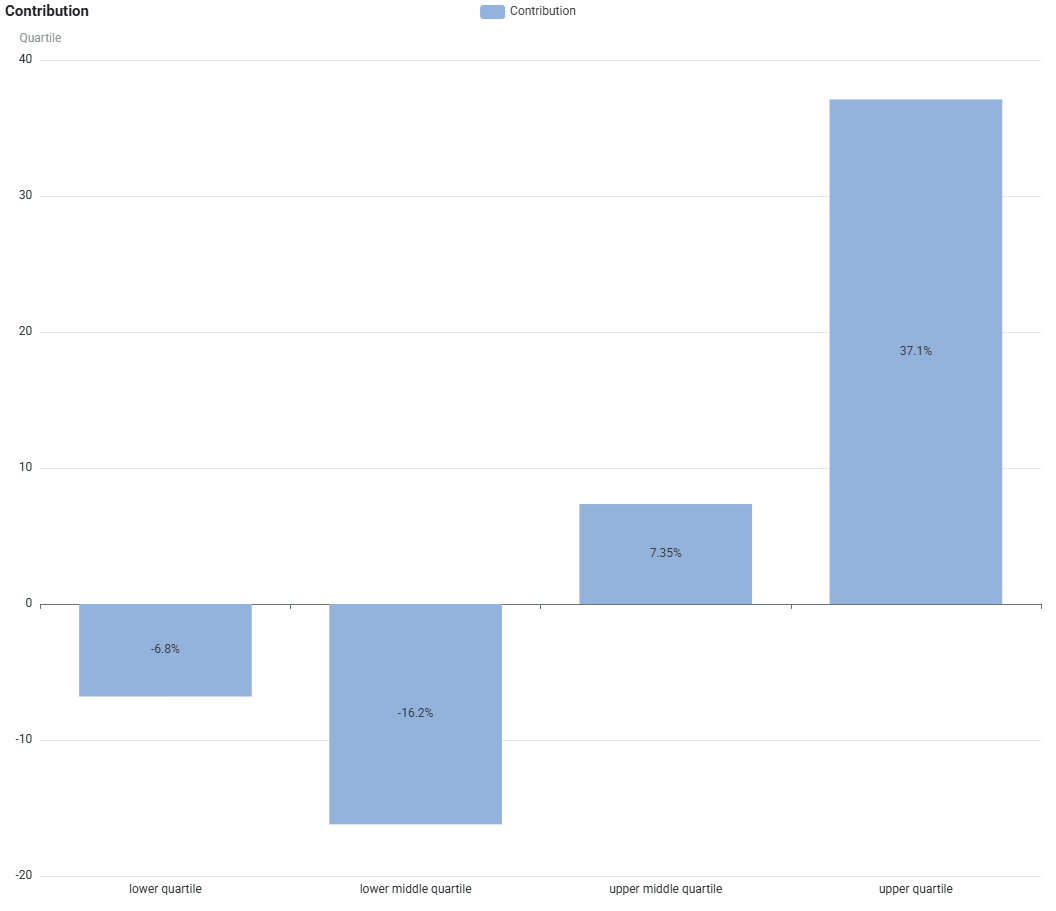 Contribution
Contribution
Quartile
40
30
20
10
0
-10
-20
37.1%
7.35%
-6.8%
-16.2%
lower quartile
lower middle quartile
upper middle quartile
upper quartile